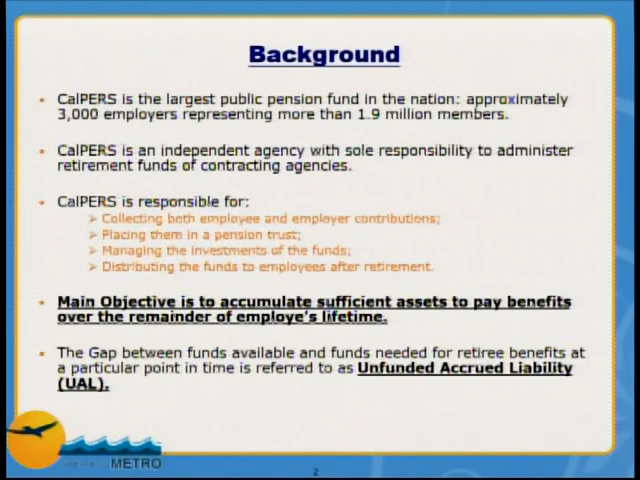 Background
• CalPERS is the largest public pension fund in the nation: approximately
3,000 employers representing more than 1.9 million members.
• CalPERS is an independent agency with sole responsibility to administer
retirement funds of contracting agencies.
• CalPERS is responsible for:
➢ Collecting both employee and employer contributions;
➢ Placing them in a pension trust;
➢ Managing the investments of the funds;
➢ Distributing the funds to employees after retirement.
• Main Objective is to accumulate sufficient assets to pay benefits
over the remainder of employe's lifetime.
• The Gap between funds available and funds needed for retiree benefits at
a particular point in time is referred to as Unfunded Accrued Liability
(UAL).
METRO
2